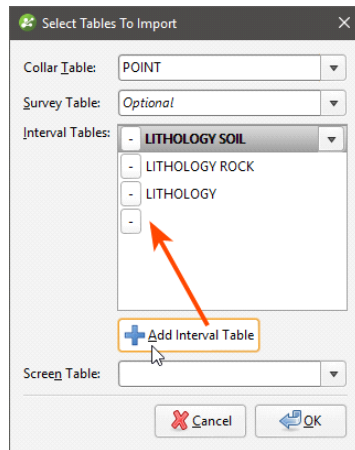 Select Tables To Import
Collar Table: POINT
Survey Table: Optional
Interval Tables: - LITHOLOGY SOIL
- LITHOLOGY ROCK
- LITHOLOGY
-
Add Interval Table
Screen Table:
Cancel OK